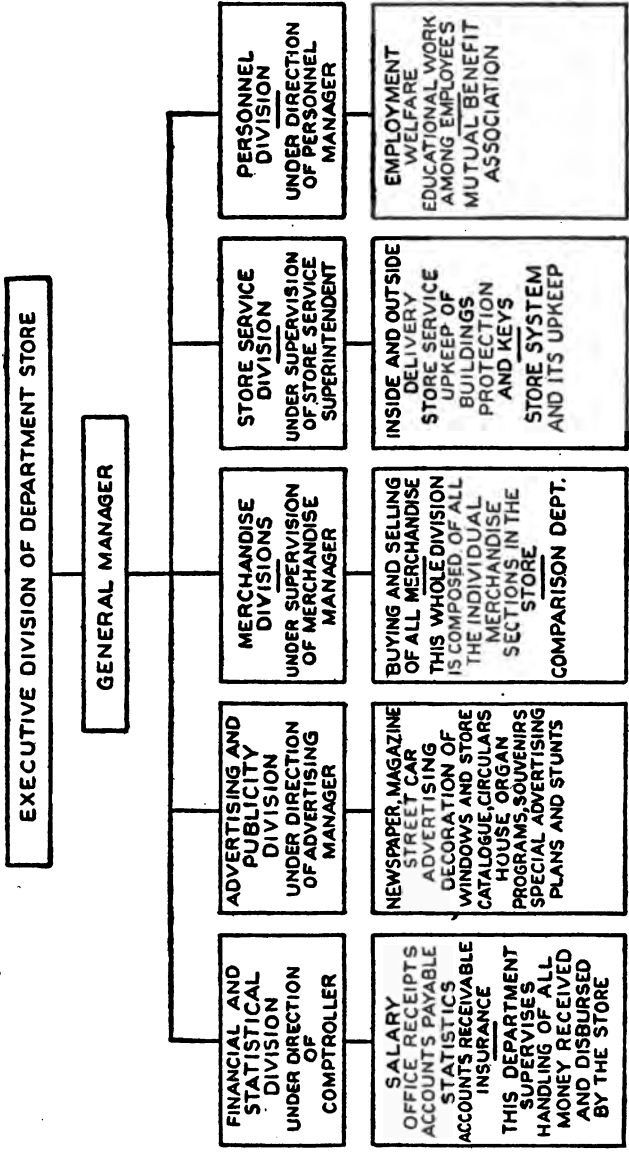 EXECUTIVE DIVISION OF DEPARTMENT STORE
GENERAL MANAGER
FINANCIAL AND
STATISTICAL
DIVISION
UNDER DIRECTION
OF
COMPTROLLER
ADVERTISING AND
PUBLICITY
DIVISION
UNDER DIRECTION
OF ADVERTISING
MANAGER
MERCHANDISE
DIVISIONS
UNDER SUPERVISION
OF MERCHANDISE
MANAGER
STORE SERVICE
DIVISION
UNDER SUPERVISION
OF STORE SERVICE
SUPERINTENDENT
PERSONNEL
DIVISION
UNDER DIRECTION
OF PERSONNEL
MANAGER
SALARY
OFFICE RECEIPTS
ACCOUNTS PAYABLE
STATISTICS
ACCOUNTS RECEIVABLE
INSURANCE
THIS DEPARTMENT
SUPERVISES
HANDLING OF ALL
MONEY RECEIVED
AND DISBURSED
BY THE STORE
NEWSPAPER, MAGAZINE
STREET CAR
ADVERTISING
DECORATION OF
WINDOWS AND STORE
CATALOGUE, CIRCULARS
HOUSE ORGAN
PROGRAMS, SOUVENIRS
SPECIAL ADVERTISING
PLANS AND STUNTS
BUYING AND SELLING
OF ALL MERCHANDISE
THIS WHOLE DIVISION
IS COMPOSED OF ALL
THE INDIVIDUAL
MERCHANDISE
SECTIONS IN THE
STORE
COMPARISON DEPT.
INSIDE AND OUTSIDE
DELIVERY
STORE SERVICE
UPKEEP OF
BUILDINGS
PROTECTION
AND KEYS
STORE SYSTEM
AND ITS UPKEEP
EMPLOYMENT
WELFARE
EDUCATIONAL WORK
AMONG EMPLOYEES
MUTUAL BENEFIT
ASSOCIATION